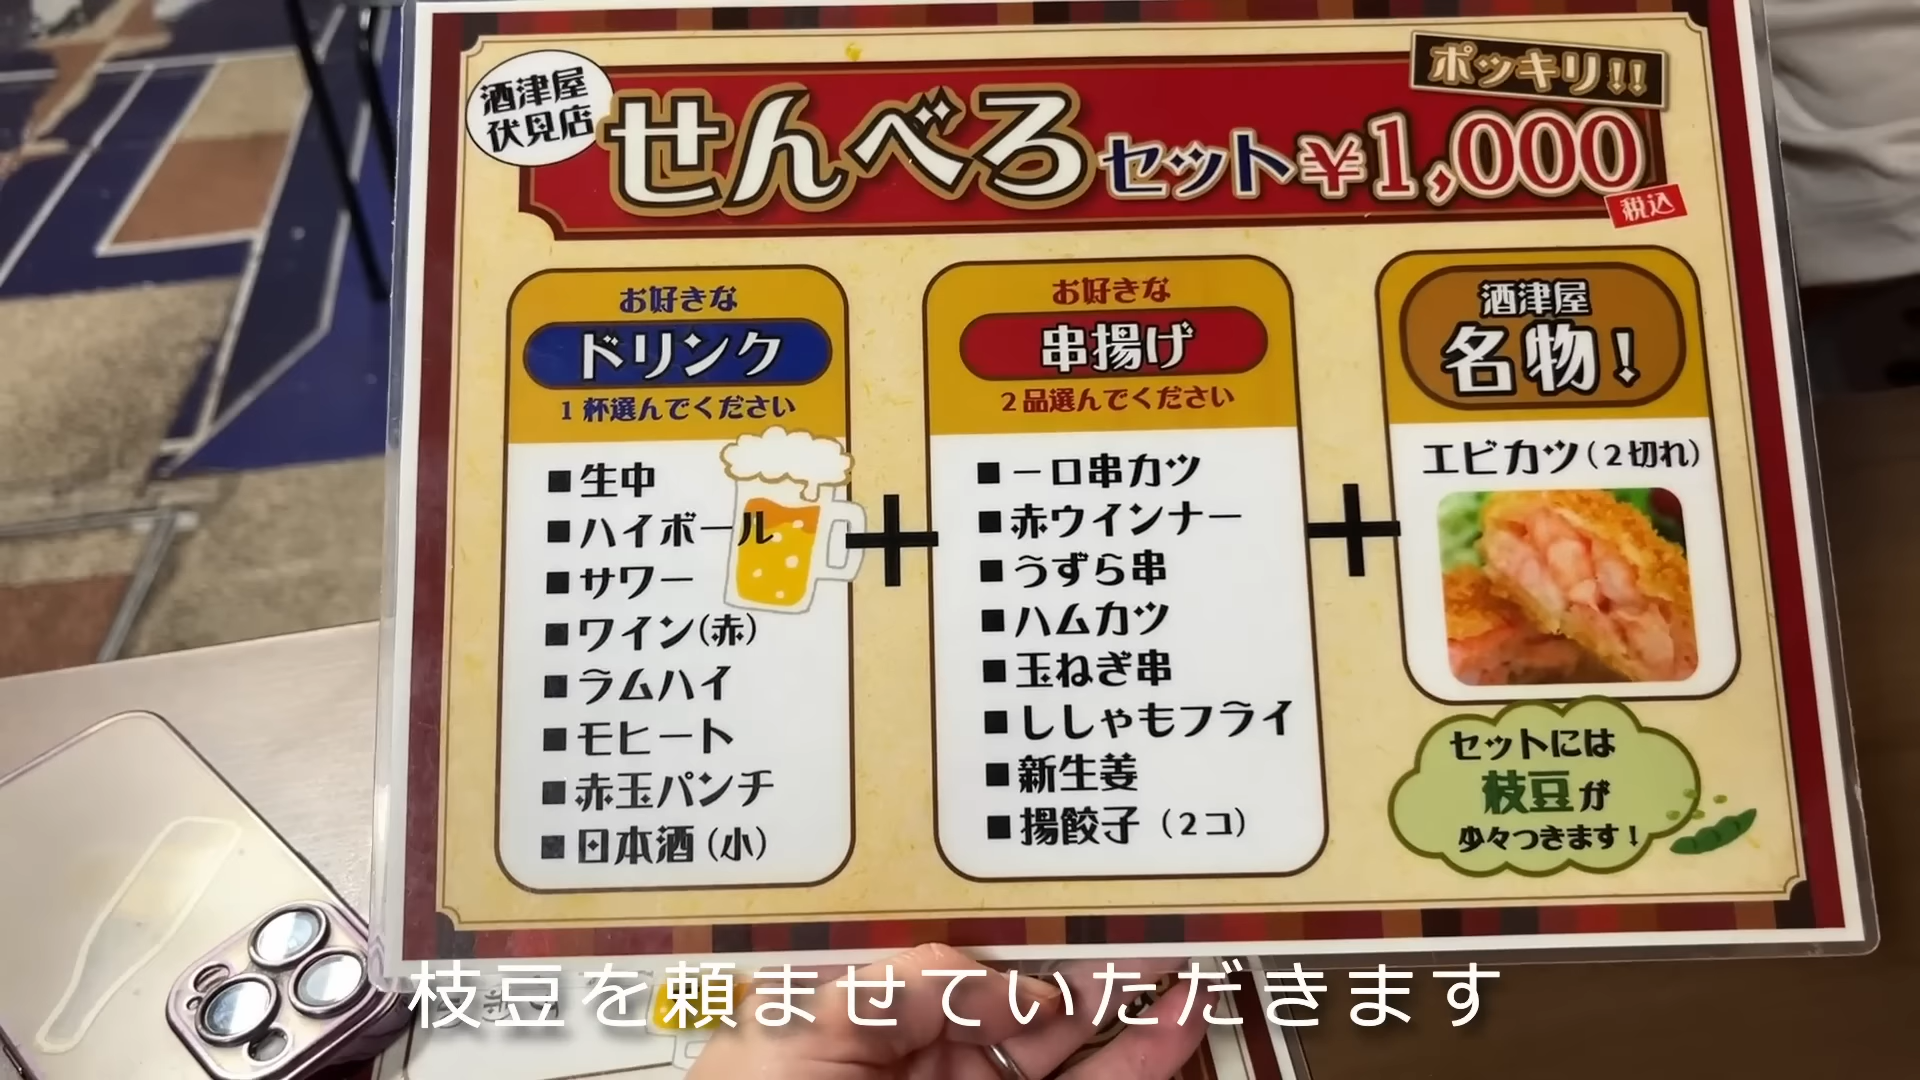 酒津屋
伏見店
せんべろセット¥1,000
ポッキリ!!
税込
お好きな
ドリンク
1杯選んでください
■生中
■ハイボール
■サワー
■ワイン(赤)
■ラムハイ
■モヒート
■赤玉パンチ
■日本酒(小)
+
お好きな
串揚げ
2品選んでください
■一口串カツ
■赤ウインナー
■うずら串
■ハムカツ
■玉ねぎ串
■ししゃもフライ
■新生姜
■揚餃子(2コ)
+
酒津屋
名物!
エビカツ(2切れ)
セットには
枝豆が
少々つきます!
枝豆を頼ませていただきます